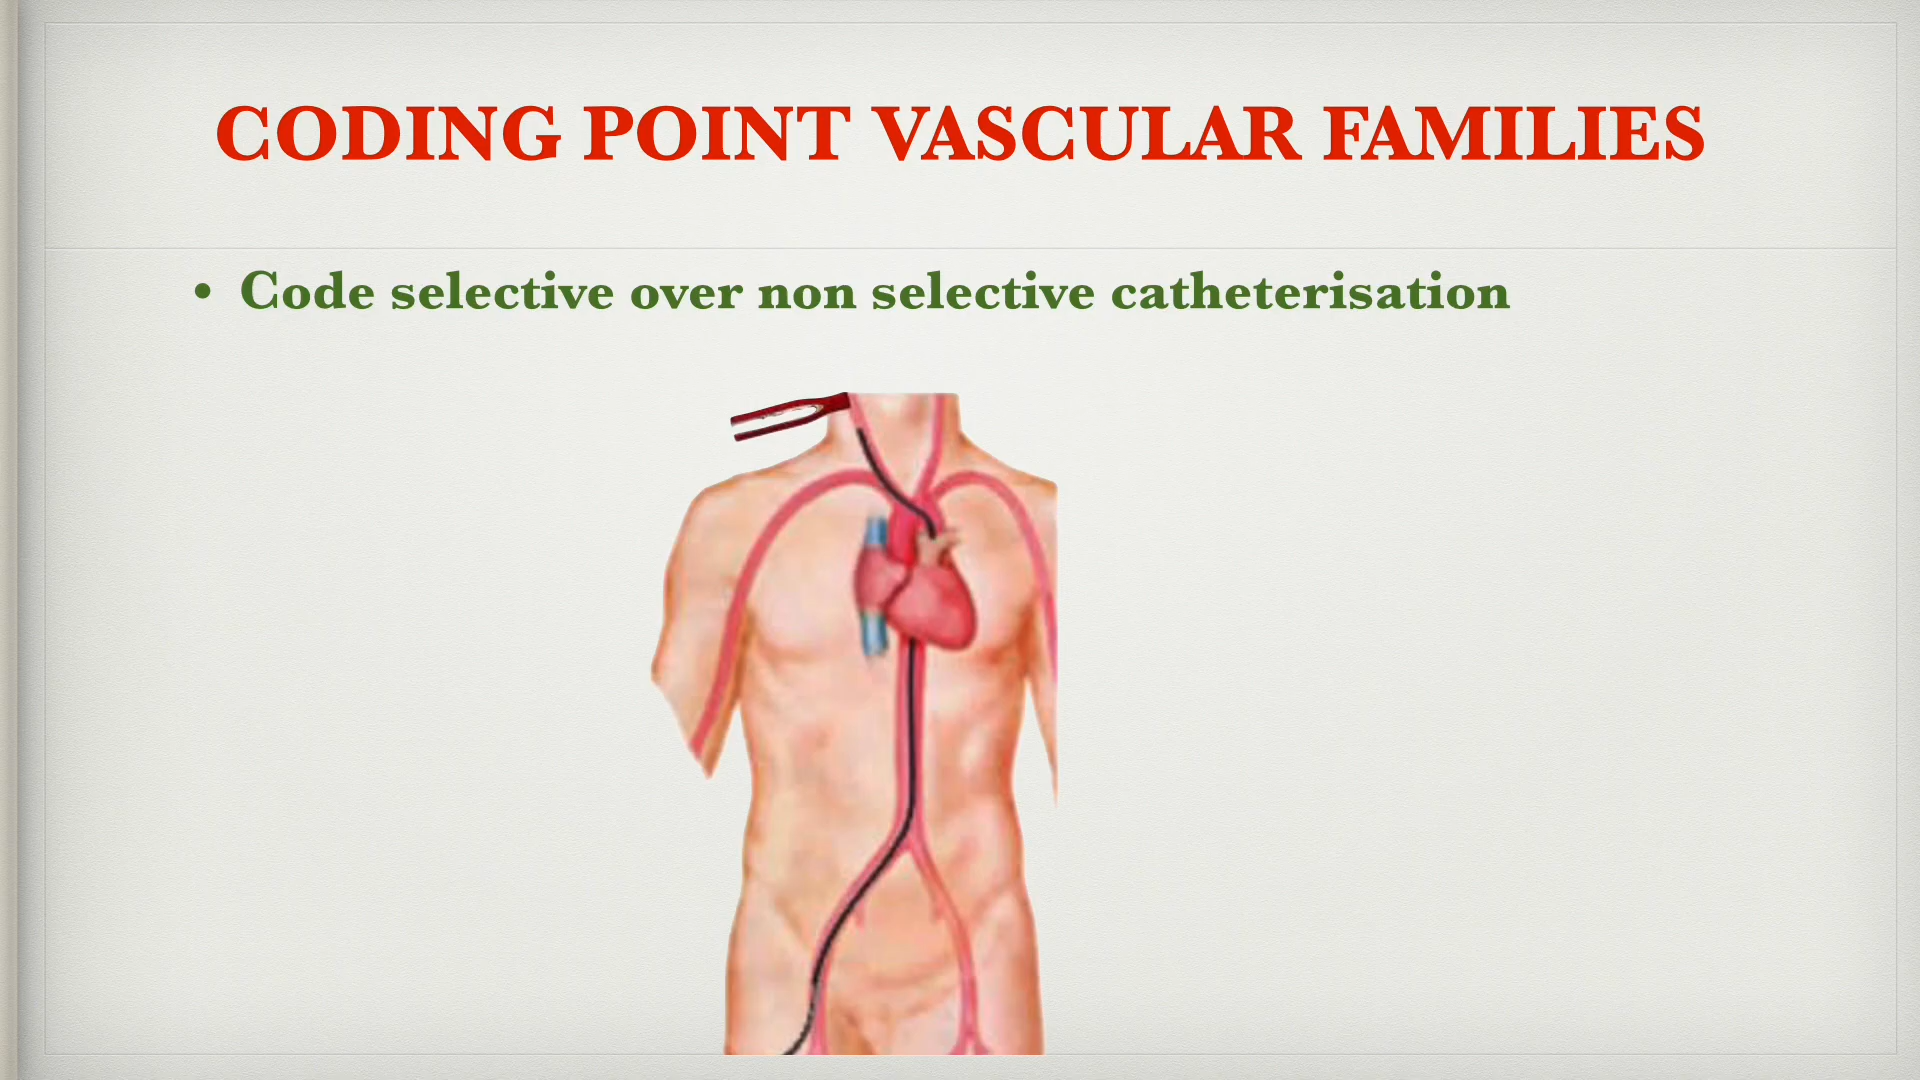 CODING POINT VASCULAR FAMILIES
• Code selective over non selective catheterisation